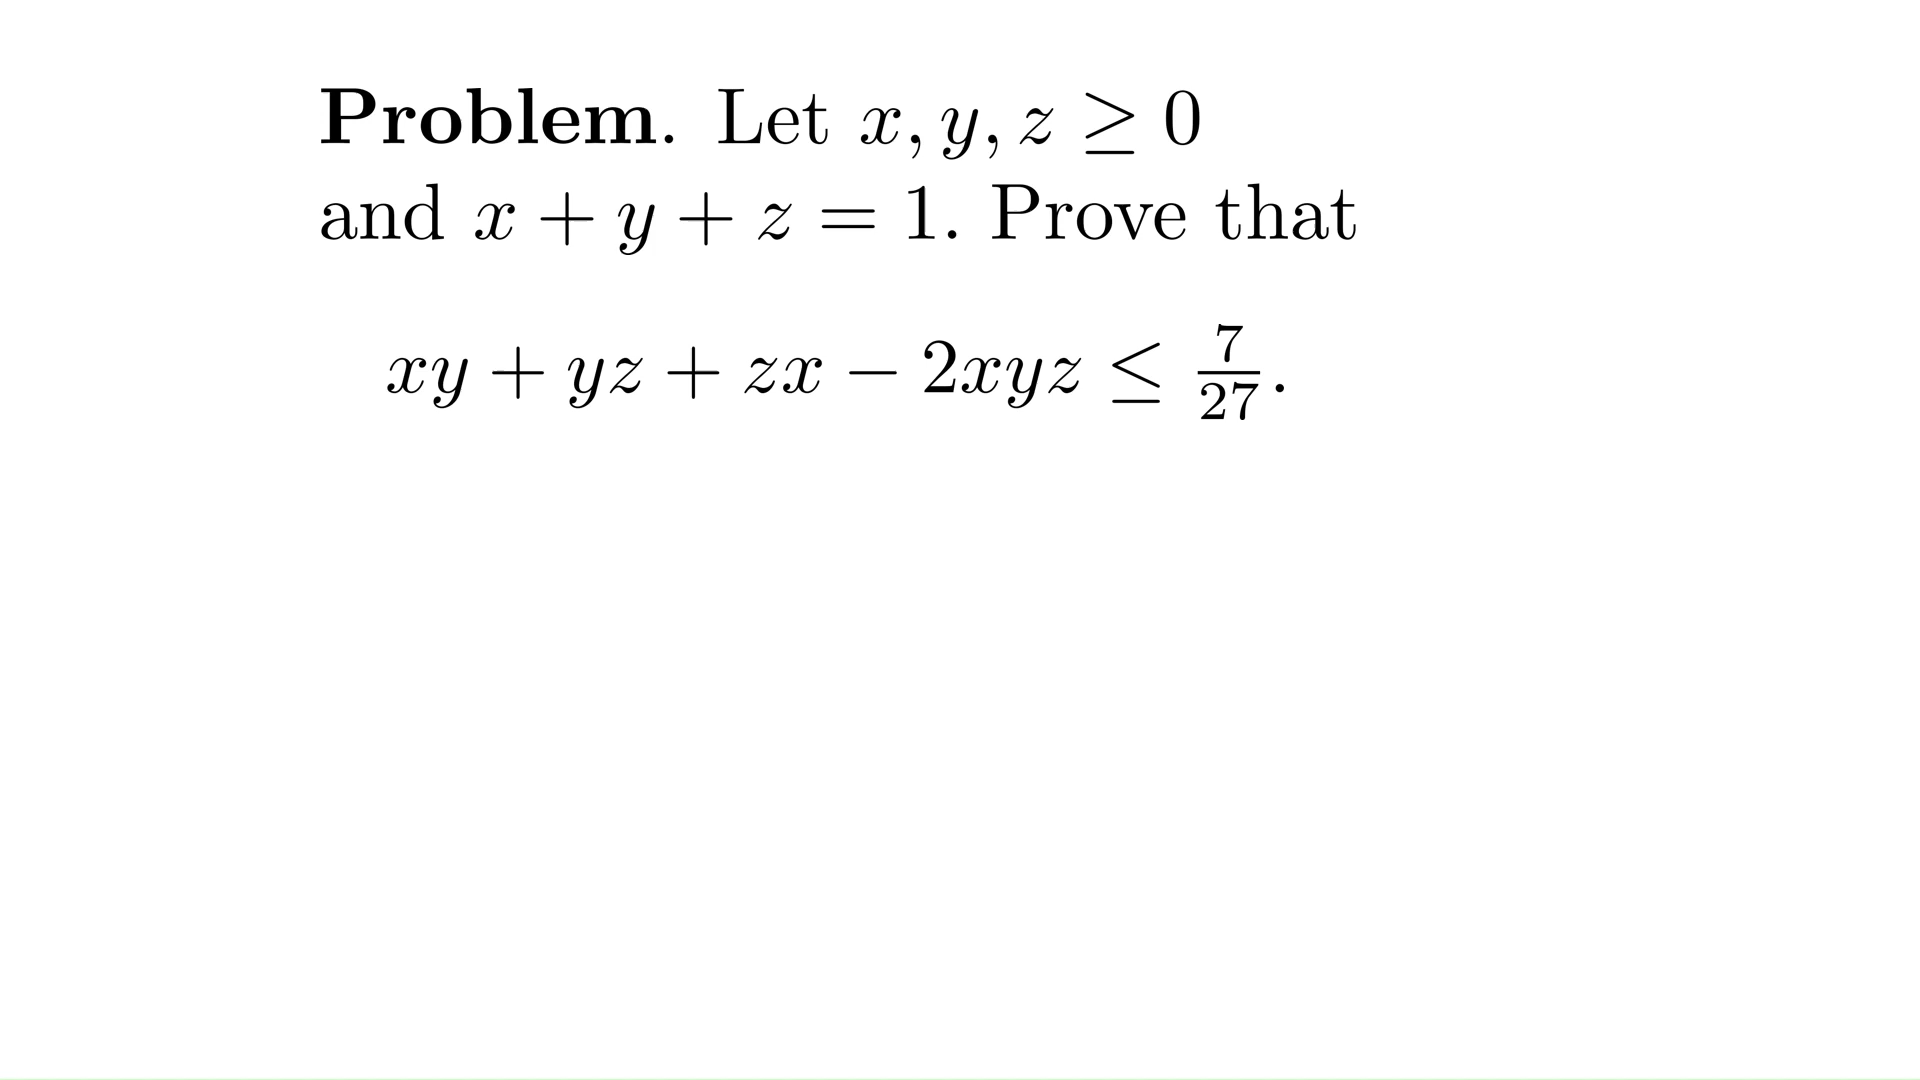 Problem. Let x, y, z ≥ 0
and x + y + z = 1. Prove that
xy + yz + zx − 2xyz ≤ 7/27.